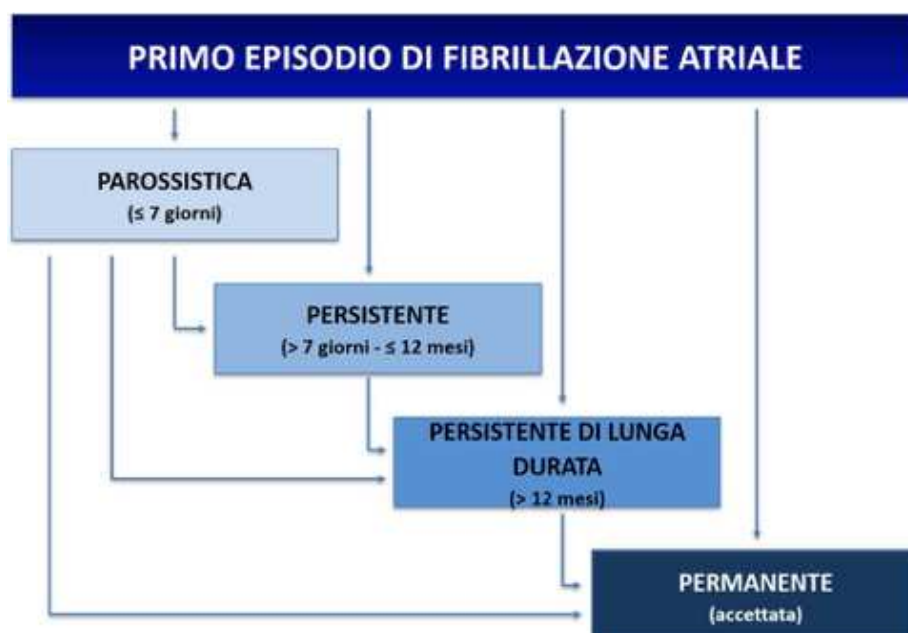 PRIMO EPISODIO DI FIBRILLAZIONE ATRIALE
PAROSSISTICA
(≤ 7 giorni)
PERSISTENTE
(> 7 giorni - ≤ 12 mesi)
PERSISTENTE DI LUNGA
DURATA
(> 12 mesi)
PERMANENTE
(accettata)